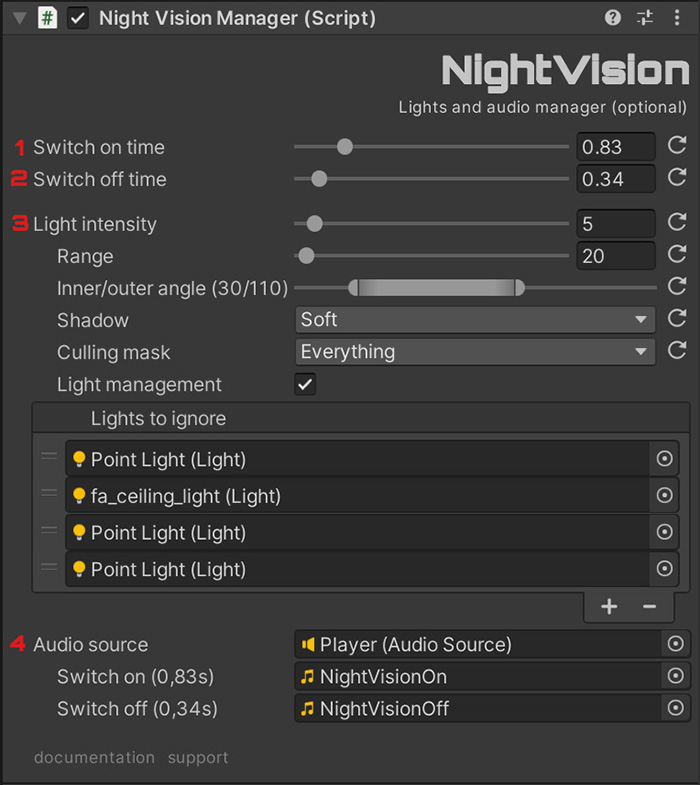 # Night Vision Manager (Script)
NightVision
Lights and audio manager (optional)
1 Switch on time 0.83
2 Switch off time 0.34
3 Light intensity 5
Range 20
Inner/outer angle (30/110)
Shadow Soft
Culling mask Everything
Light management
Lights to ignore
Point Light (Light)
fa_ceiling_light (Light)
Point Light (Light)
Point Light (Light)
4 Audio source Player (Audio Source)
Switch on (0,83s) NightVisionOn
Switch off (0,34s) NightVisionOff
documentation support